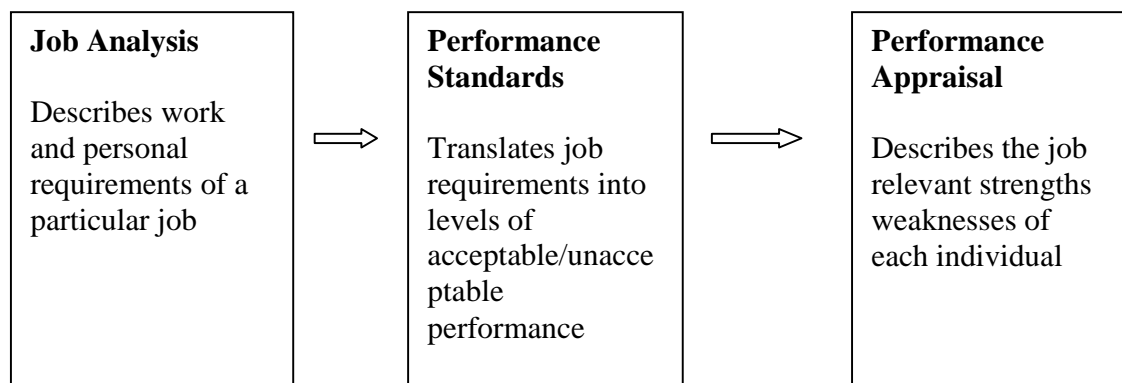 Job Analysis
Describes work
and personal
requirements of a
particular job
Performance
Standards
Translates job
requirements into
levels of
acceptable/unacce
ptable
performance
Performance
Appraisal
Describes the job
relevant strengths
weaknesses of
each individual